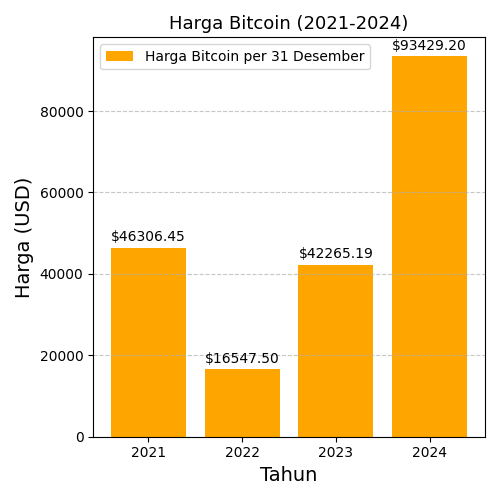 Harga Bitcoin (2021-2024)
Harga Bitcoin per 31 Desember
$93429.20
$46306.45
$42265.19
$16547.50
80000
60000
40000
20000
0
Harga (USD)
2021 2022 2023 2024
Tahun